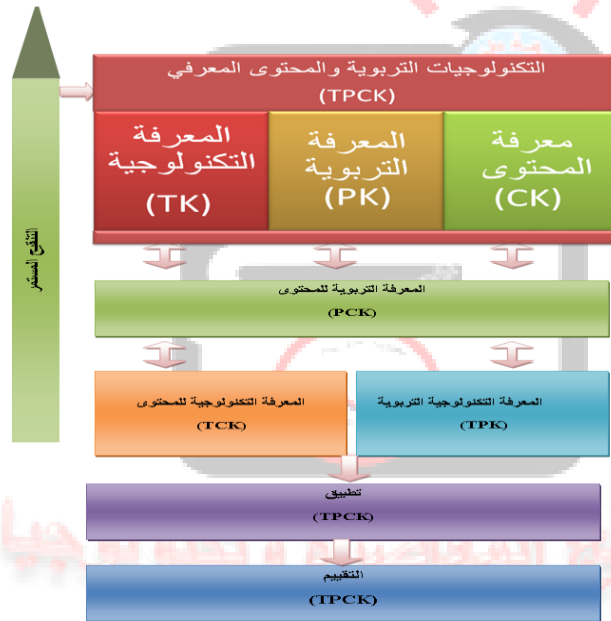 التكنولوجيات التربوية والمحتوى المعرفي
(TPCK)
معرفة
المحتوى
(CK)
المعرفة
التربوية
(PK)
المعرفة
التكنولوجية
(TK)
التنقيح المستمر
المعرفة التربوية للمحتوى
(PCK)
المعرفة التكنولوجية التربوية
(TPK)
المعرفة التكنولوجية للمحتوى
(TCK)
تطبيق
(TPCK)
التقييم
(TPCK)